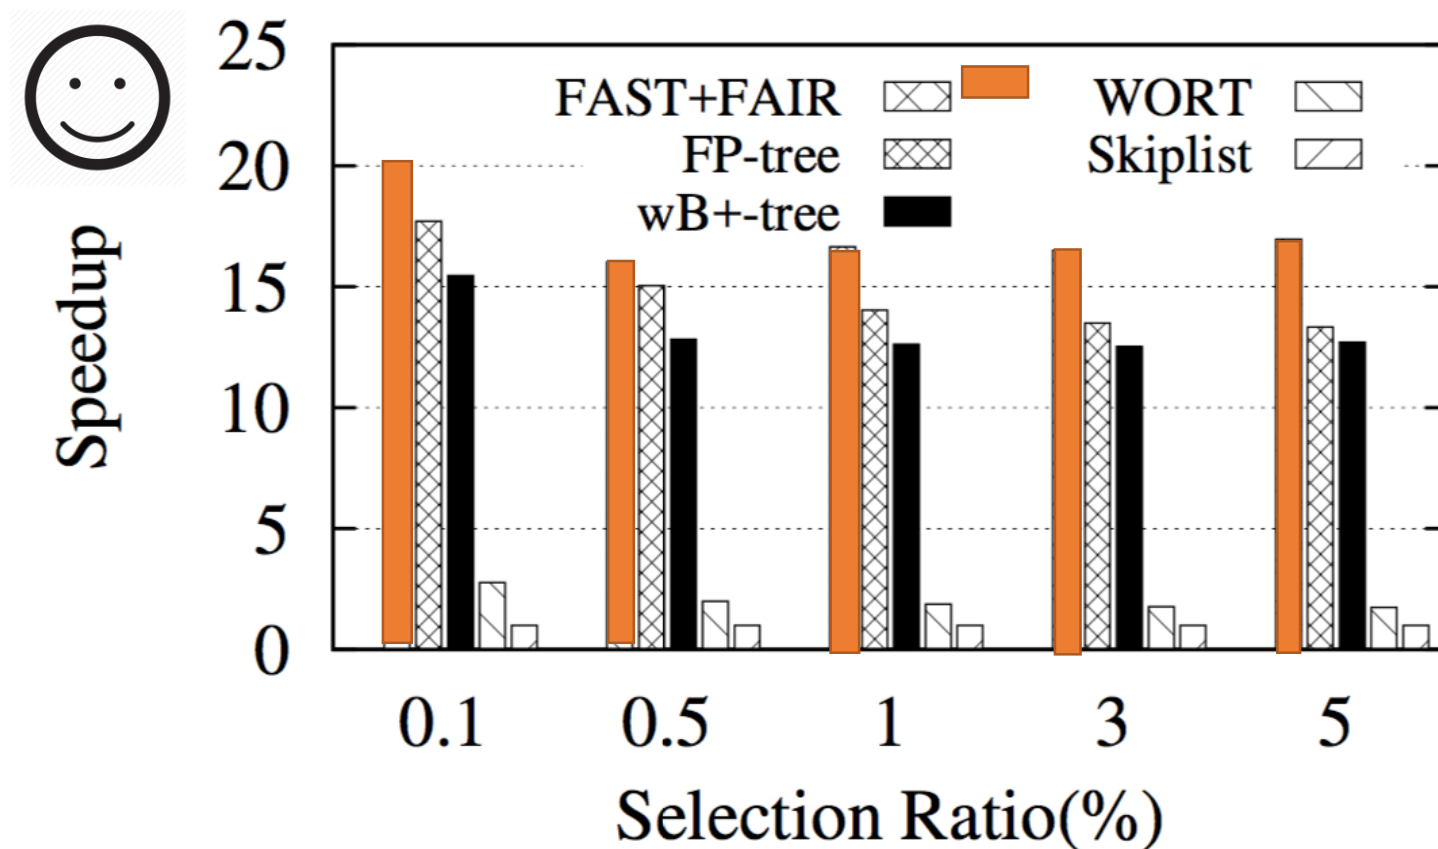 25
20
15
10
5
0
Speedup
FAST+FAIR
FP-tree
wB+-tree
WORT
Skiplist
0.1 0.5 1 3 5
Selection Ratio(%)